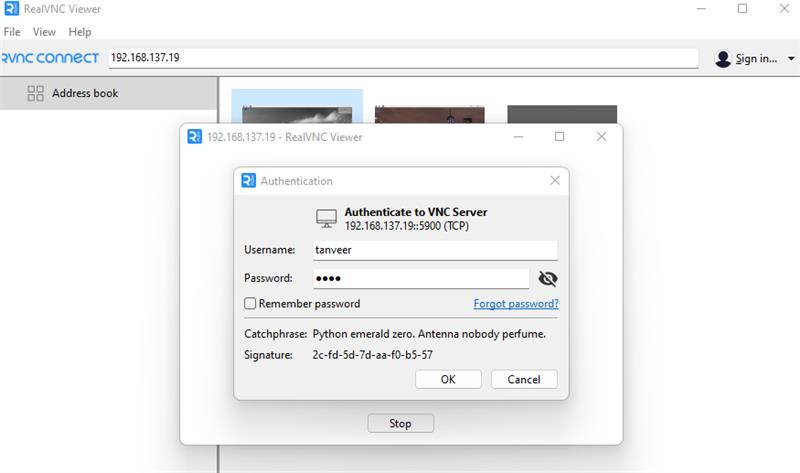 RealVNC Viewer
File View Help
RVNC CONNECT 192.168.137.19 Sign in...
Address book
192.168.137.19 - RealVNC Viewer
Authentication
Authenticate to VNC Server
192.168.137.19::5900 (TCP)
Username: tanveer
Password: ••••
Remember password Forgot password?
Catchphrase: Python emerald zero. Antenna nobody perfume.
Signature: 2c-fd-5d-7d-aa-f0-b5-57
OK Cancel
Stop